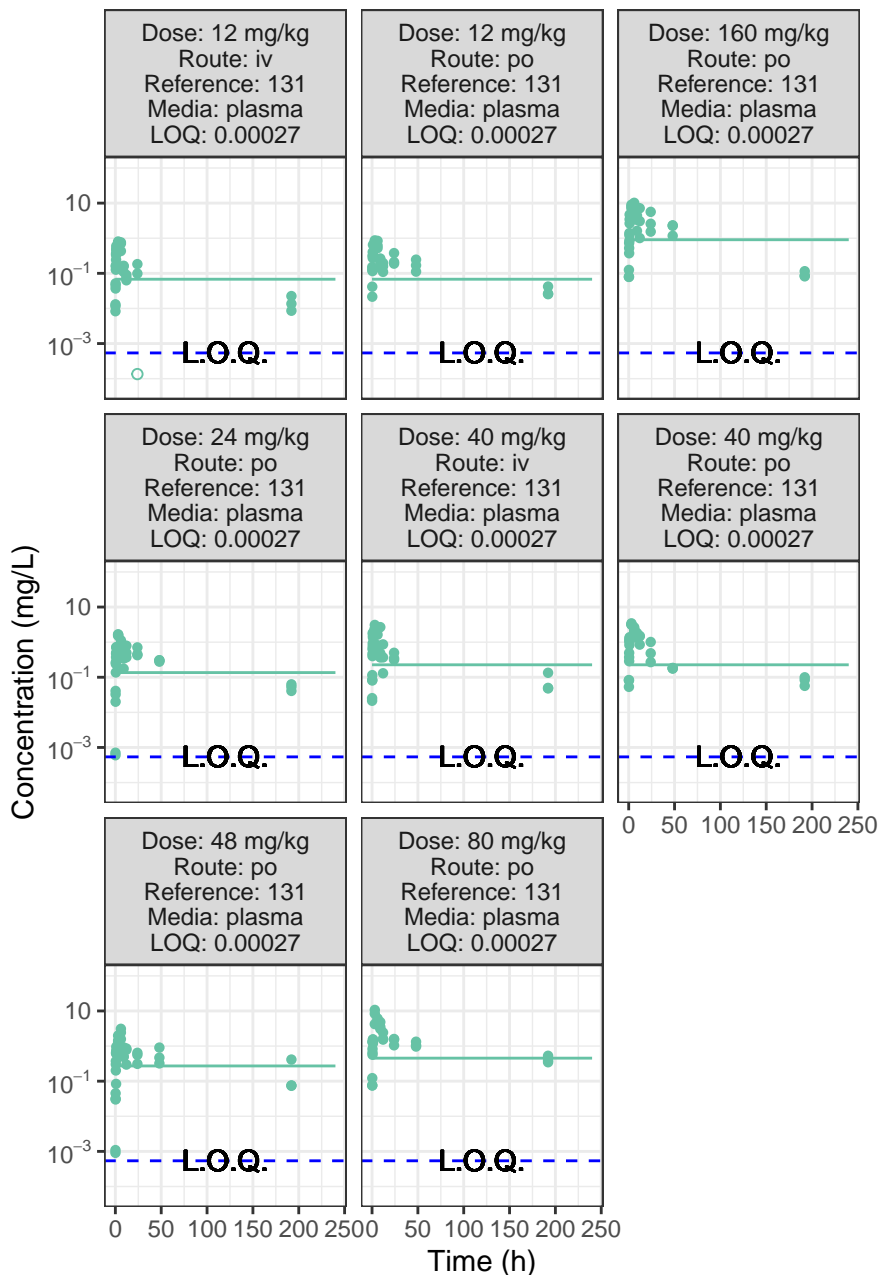 Dose: 12 mg/kg
Route: iv
Reference: 131
Media: plasma
LOQ: 0.00027
Dose: 12 mg/kg
Route: po
Reference: 131
Media: plasma
LOQ: 0.00027
Dose: 160 mg/kg
Route: po
Reference: 131
Media: plasma
LOQ: 0.00027
10
10⁻¹
10⁻³
L.O.Q.
L.O.Q.
L.O.Q.
Dose: 24 mg/kg
Route: po
Reference: 131
Media: plasma
LOQ: 0.00027
Dose: 40 mg/kg
Route: iv
Reference: 131
Media: plasma
LOQ: 0.00027
Dose: 40 mg/kg
Route: po
Reference: 131
Media: plasma
LOQ: 0.00027
Concentration (mg/L)
10
10⁻¹
10⁻³
L.O.Q.
L.O.Q.
L.O.Q.
0 50 100 150 200 250
Dose: 48 mg/kg
Route: po
Reference: 131
Media: plasma
LOQ: 0.00027
Dose: 80 mg/kg
Route: po
Reference: 131
Media: plasma
LOQ: 0.00027
10
10⁻¹
10⁻³
L.O.Q.
L.O.Q.
0 50 100 150 200 250
0 50 100 150 200 250
Time (h)